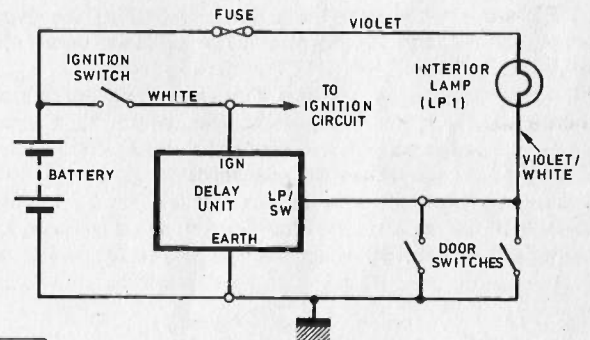 FUSE
VIOLET
IGNITION
SWITCH
WHITE
TO
IGNITION
CIRCUIT
INTERIOR
LAMP
(LP1)
VIOLET/
WHITE
BATTERY
IGN
DELAY
UNIT
LP/
SW
EARTH
DOOR
SWITCHES